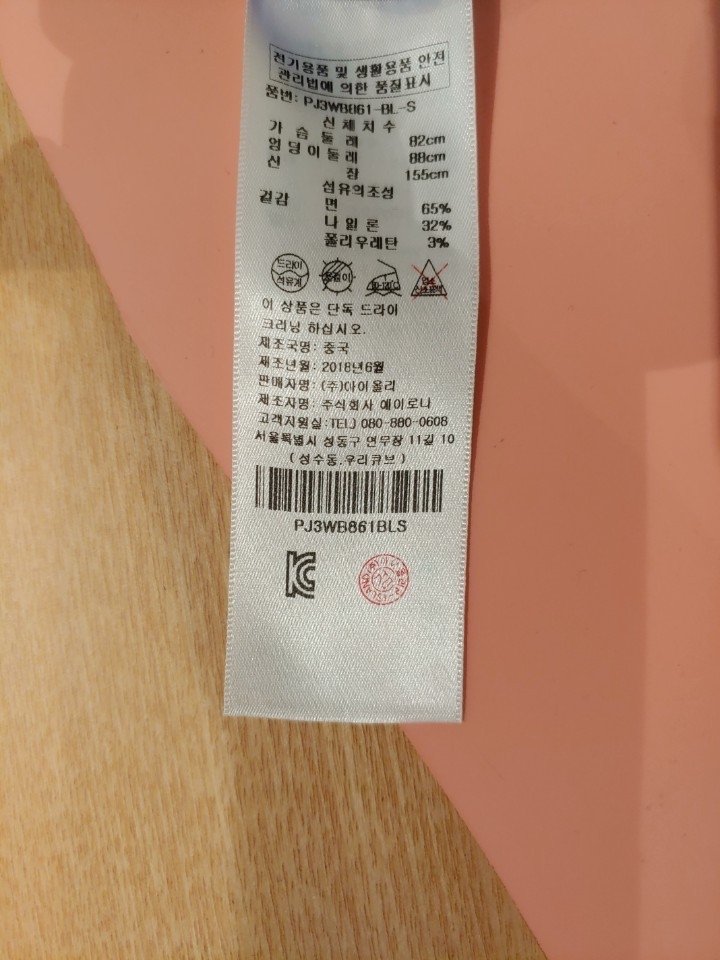 전기용품 및 생활용품 안전
관리법에 의한 품질표시
품번: PJ3WB861-BL-S
신체치수
가슴둘레 82cm
엉덩이둘레 88cm
신장 155cm
섬유의조성
겉감 면 65%
나일론 32%
폴리우레탄 3%
드라이
석유계
이 상품은 단독 드라이
크리닝 하십시오.
제조국명: 중국
제조년월: 2018년6월
판매자명: (주)아이올리
제조자명: 주식회사 에이로나
고객지원실:TEL) 080-880-0608
서울특별시 성동구 연무장 11길 10
(성수동,우리큐브)
PJ3WB861BLS